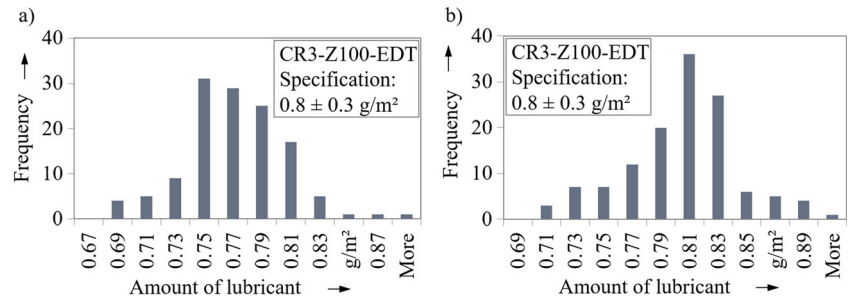 a)
Frequency
40
30
20
10
0
CR3-Z100-EDT
Specification:
0.8 ± 0.3 g/m²
0.67 0.69 0.71 0.73 0.75 0.77 0.79 0.81 0.83 g/m² 0.87 More
Amount of lubricant
b)
Frequency
40
30
20
10
0
CR3-Z100-EDT
Specification:
0.8 ± 0.3 g/m²
0.69 0.71 0.73 0.75 0.77 0.79 0.81 0.83 0.85 g/m² 0.89 More
Amount of lubricant